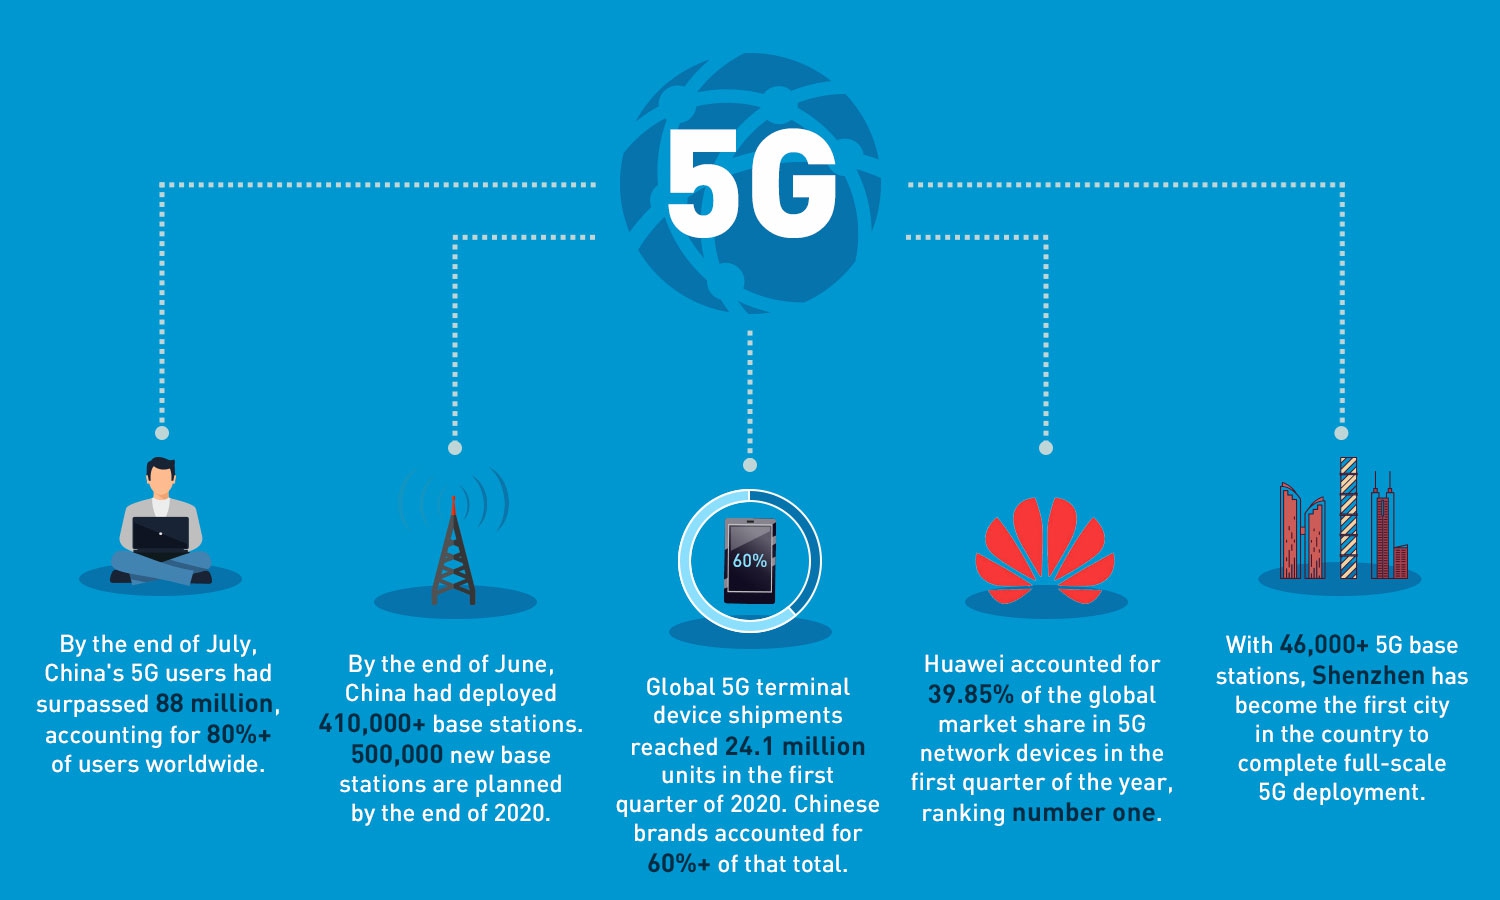 5G
By the end of July,
China's 5G users had
surpassed 88 million,
accounting for 80%+
of users worldwide.
By the end of June,
China had deployed
410,000+ base stations.
500,000 new base
stations are planned
by the end of 2020.
60%
Global 5G terminal
device shipments
reached 24.1 million
units in the first
quarter of 2020. Chinese
brands accounted for
60%+ of that total.
Huawei accounted for
39.85% of the global
market share in 5G
network devices in the
first quarter of the year,
ranking number one.
With 46,000+ 5G base
stations, Shenzhen has
become the first city
in the country to
complete full-scale
5G deployment.